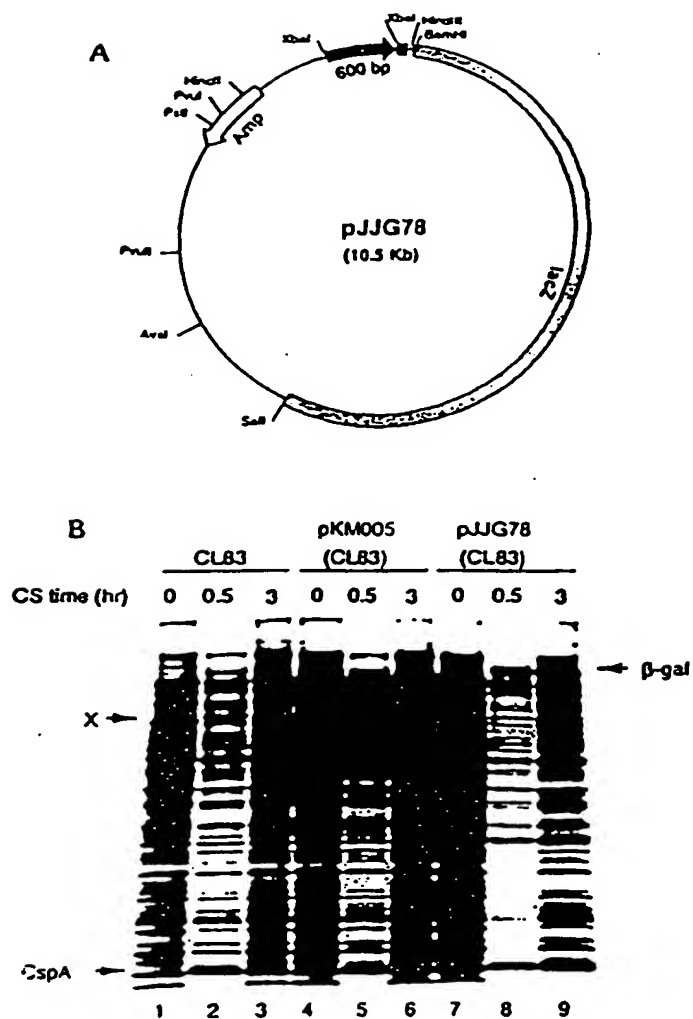 A
XbaI
600 bp
XbaI
HindIII
BamHI
PvuI
PstI
Amp
pJJG78
(10.5 Kb)
lacZ
PvuII
AvaI
SalI
B
CL83
pKM005
(CL83)
pJJG78
(CL83)
CS time (hr)
0
0.5
3
0
0.5
3
0
0.5
3
β-gal
X
CspA
1
2
3
4
5
6
7
8
9